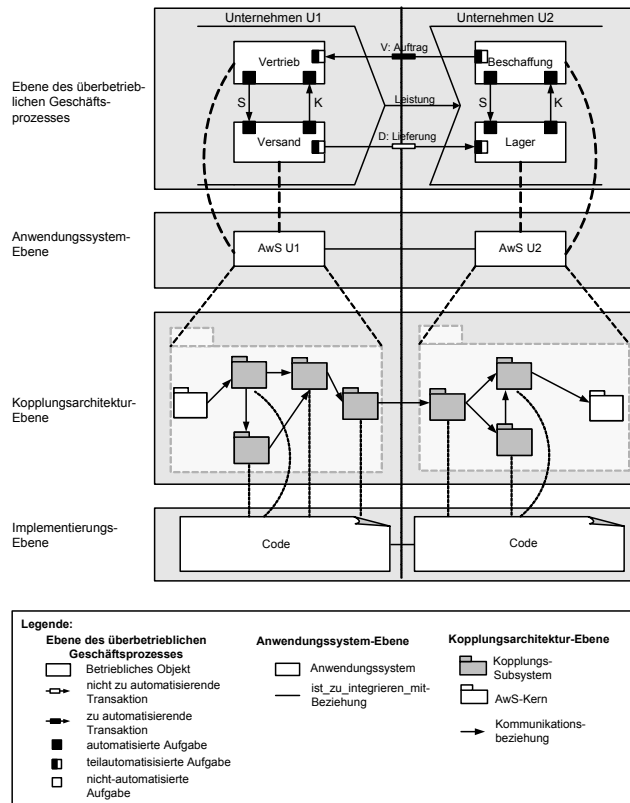 Unternehmen U1
Unternehmen U2
Ebene des überbetrieb-
lichen Geschäfts-
prozesses
Vertrieb
V: Auftrag
Beschaffung
S
K
Leistung
S
K
Versand
D: Lieferung
Lager
Anwendungssystem-
Ebene
AwS U1
AwS U2
Kopplungsarchitektur-
Ebene
Implementierungs-
Ebene
Code
Code
Legende:
Ebene des überbetrieblichen
Geschäftsprozesses
Betriebliches Objekt
nicht zu automatisierende
Transaktion
zu automatisierende
Transaktion
automatisierte Aufgabe
teilautomatisisierte Aufgabe
nicht-automatisierte
Aufgabe
Anwendungssystem-Ebene
Anwendungssystem
ist_zu_integrieren_mit-
Beziehung
Kopplungsarchitektur-Ebene
Kopplungs-
Subsystem
AwS-Kern
Kommunikations-
beziehung